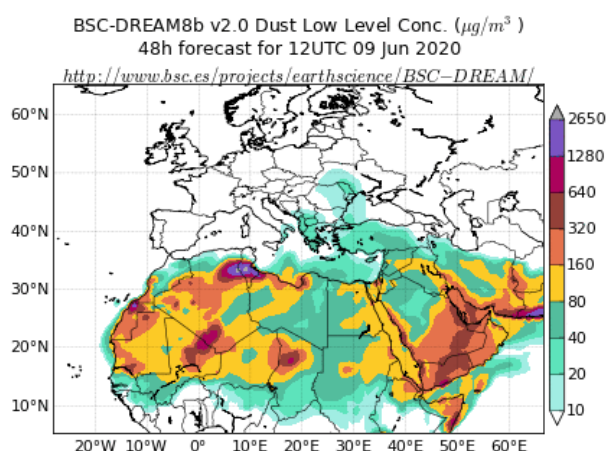 BSC-DREAM8b v2.0 Dust Low Level Conc. (μg/m³ )
48h forecast for 12UTC 09 Jun 2020
http://www.bsc.es/projects/earthscience/BSC−DREAM/
60°N
50°N
40°N
30°N
20°N
10°N
20°W 10°W 0° 10°E 20°E 30°E 40°E 50°E 60°E
2650
1280
640
320
160
80
40
20
10